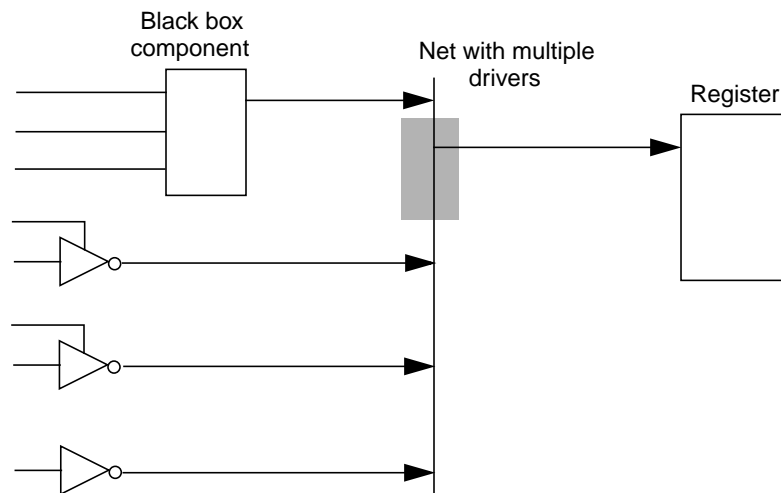 Black box
component
Net with multiple
drivers
Register